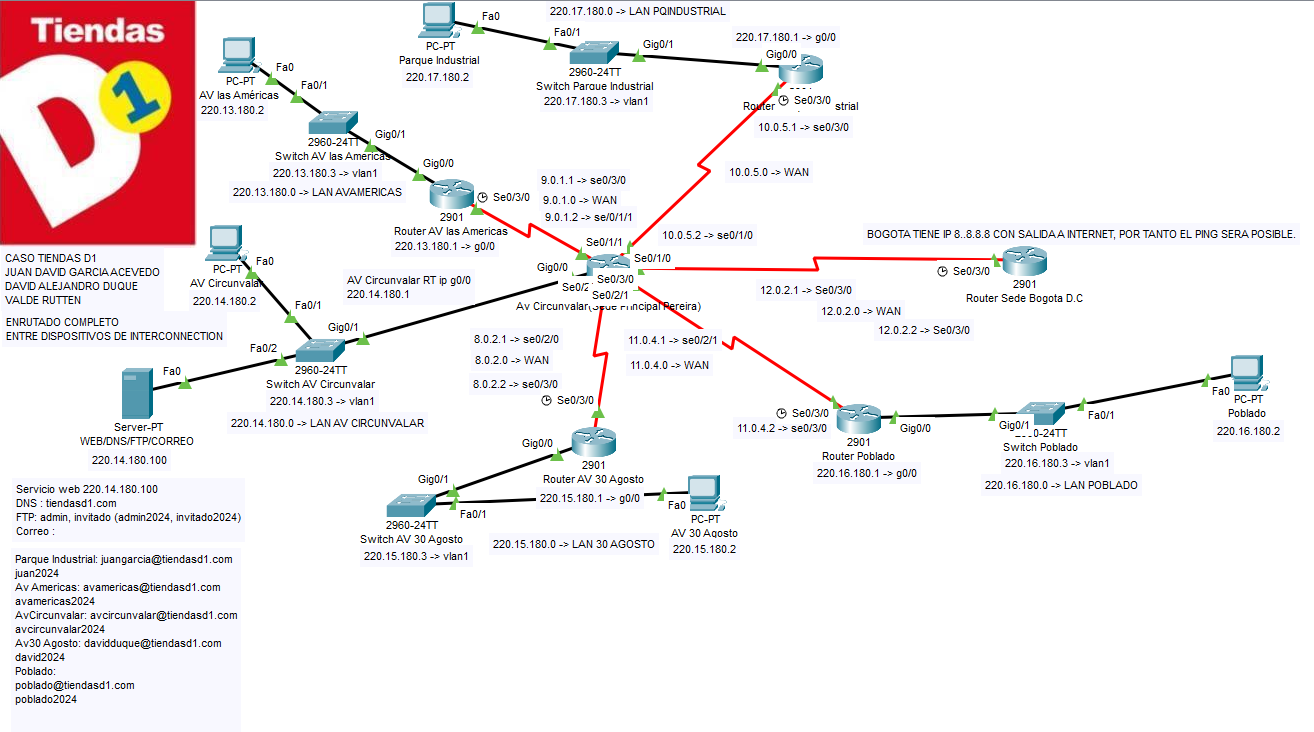 Tiendas
D1
CASO TIENDAS D1
JUAN DAVID GARCIA ACEVEDO
DAVID ALEJANDRO DUQUE
VALDE RUTTEN
ENRUTADO COMPLETO
ENTRE DISPOSITIVOS DE INTERCONNECTION
Fa0
PC-PT
Parque Industrial
220.17.180.2
Fa0/1
220.17.180.0 -> LAN PQINDUSTRIAL
Gig0/1
2960-24TT
Switch Parque Industrial
220.17.180.3 -> vlan1
220.17.180.1 -> g0/0
Gig0/0
Se0/3/0
Router
strial
10.0.5.1 -> se0/3/0
10.0.5.0 -> WAN
10.0.5.2 -> se0/1/0
PC-PT
AV las Américas
220.13.180.2
Fa0
Fa0/1
2960-24TT
Switch AV las Americas
220.13.180.3 -> vlan1
220.13.180.0 -> LAN AVAMERICAS
Gig0/1
Gig0/0
Se0/3/0
2901
Router AV las Americas
220.13.180.1 -> g0/0
9.0.1.1 -> se0/3/0
9.0.1.0 -> WAN
9.0.1.2 -> se/0/1/1
Se0/1/1
Se0/1/0
Gig0/0
Se0/2
Se0/3/0
Se0/2/1
Av Circunvalar(Sede Principal Pereira)
BOGOTA TIENE IP 8..8.8.8 CON SALIDA A INTERNET, POR TANTO EL PING SERA POSIBLE.
Se0/3/0
2901
Router Sede Bogota D.C
12.0.2.1 -> Se0/3/0
12.0.2.0 -> WAN
12.0.2.2 -> Se0/3/0
PC-PT
AV Circunvalar
220.14.180.2
Fa0
Fa0/1
AV Circunvalar RT ip g0/0
220.14.180.1
Gig0/1
Fa0/2
2960-24TT
Switch AV Circunvalar
220.14.180.3 -> vlan1
220.14.180.0 -> LAN AV CIRCUNVALAR
Fa0
Server-PT
WEB/DNS/FTP/CORREO
220.14.180.100
8.0.2.1 -> se0/2/0
8.0.2.0 -> WAN
8.0.2.2 -> se0/3/0
Se0/3/0
Gig0/0
2901
Router AV 30 Agosto
220.15.180.1 -> g0/0
Gig0/1
Fa0/1
2960-24TT
Switch AV 30 Agosto
220.15.180.3 -> vlan1
220.15.180.0 -> LAN 30 AGOSTO
Fa0
PC-PT
AV 30 Agosto
220.15.180.2
11.0.4.1 -> se0/2/1
11.0.4.0 -> WAN
Se0/3/0
11.0.4.2 -> se0/3/0
2901
Router Poblado
220.16.180.1 -> g0/0
Gig0/0
Gig0/1
Fa0/1
0-24TT
Switch Poblado
220.16.180.3 -> vlan1
220.16.180.0 -> LAN POBLADO
Fa0
PC-PT
Poblado
220.16.180.2
Servicio web 220.14.180.100
DNS : tiendasd1.com
FTP: admin, invitado (admin2024, invitado2024)
Correo :
Parque Industrial: juangarcia@tiendasd1.com
juan2024
Av Americas: avamericas@tiendasd1.com
avamericas2024
AvCircunvalar: avcircunvalar@tiendasd1.com
avcircunvalar2024
Av30 Agosto: davidduque@tiendasd1.com
david2024
Poblado:
poblado@tiendasd1.com
poblado2024